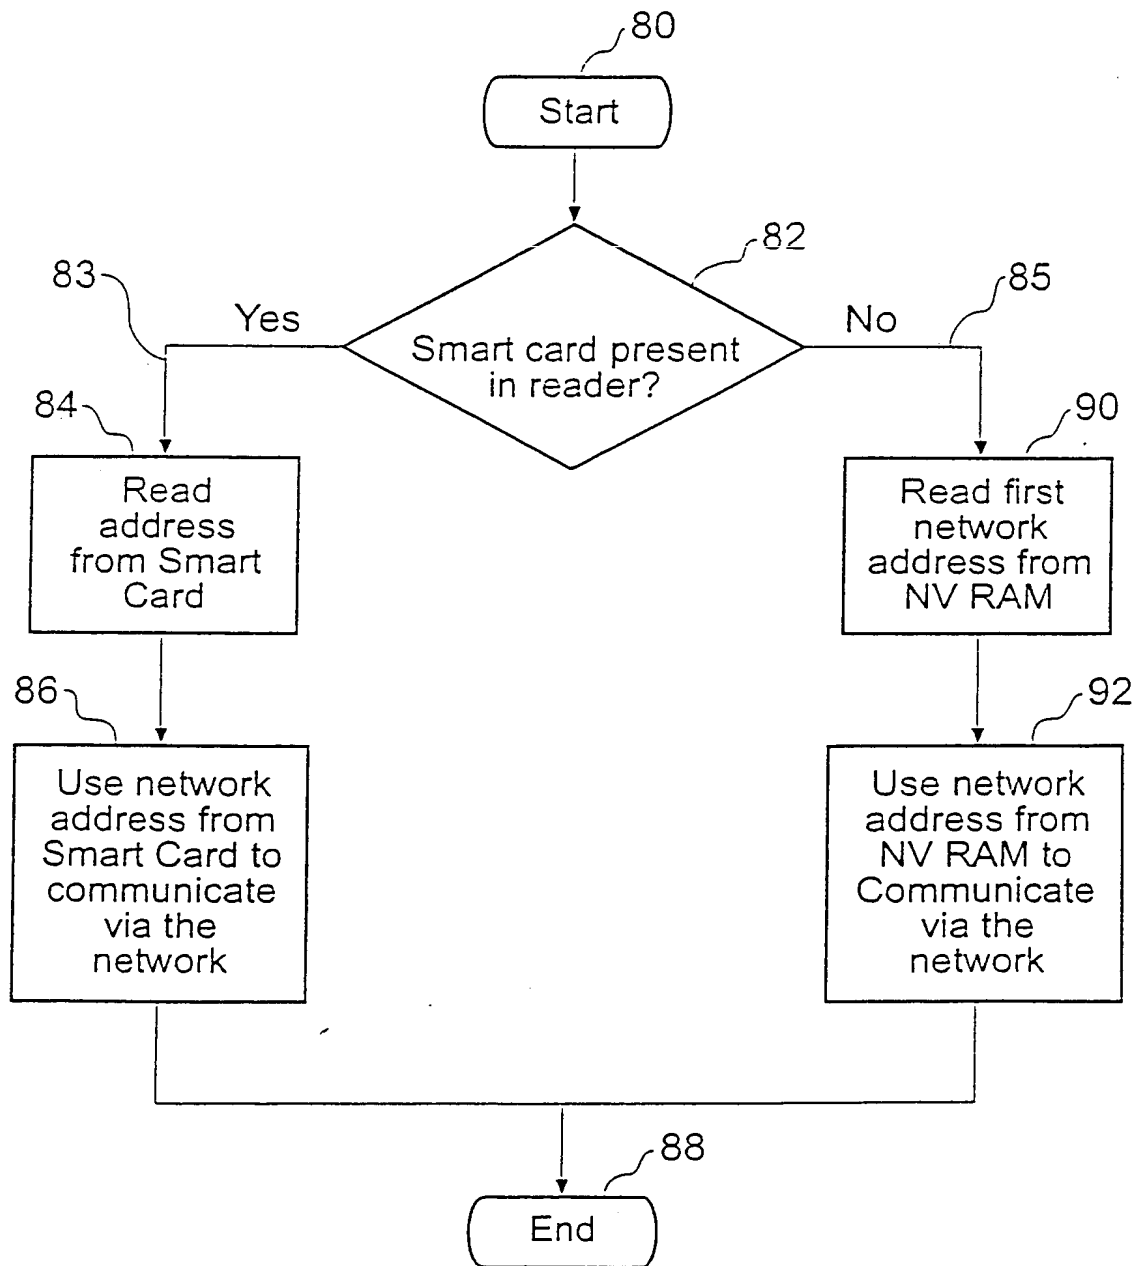 80
Start
82
83
85
Yes
No
Smart card present
in reader?
84
90
Read
address
from Smart
Card
Read first
network
address from
NV RAM
86
92
Use network
address from
Smart Card to
communicate
via the
network
Use network
address from
NV RAM to
Communicate
via the
network
88
End